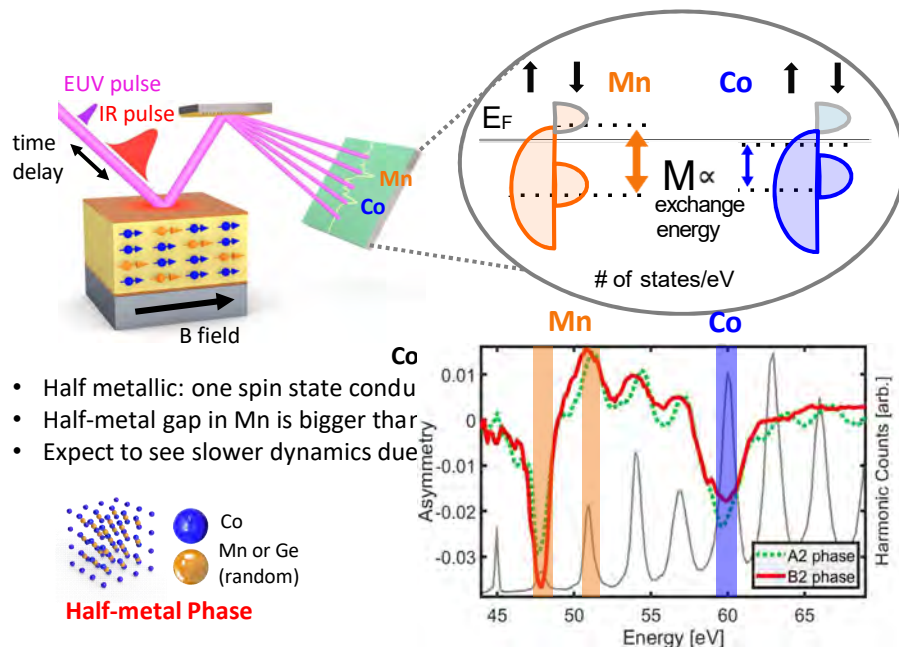 EUV pulse
IR pulse
time
delay
Mn
Co
B field
Mn
Co
E_F
M∝
exchange
energy
# of states/eV
Mn
Co
Co
• Half metallic: one spin state condu
• Half-metal gap in Mn is bigger than
• Expect to see slower dynamics due
Co
Mn or Ge
(random)
Half-metal Phase
Asymmetry
0.01
0
-0.01
-0.02
-0.03
Harmonic Counts [arb.]
A2 phase
B2 phase
45 50 55 60 65
Energy [eV]